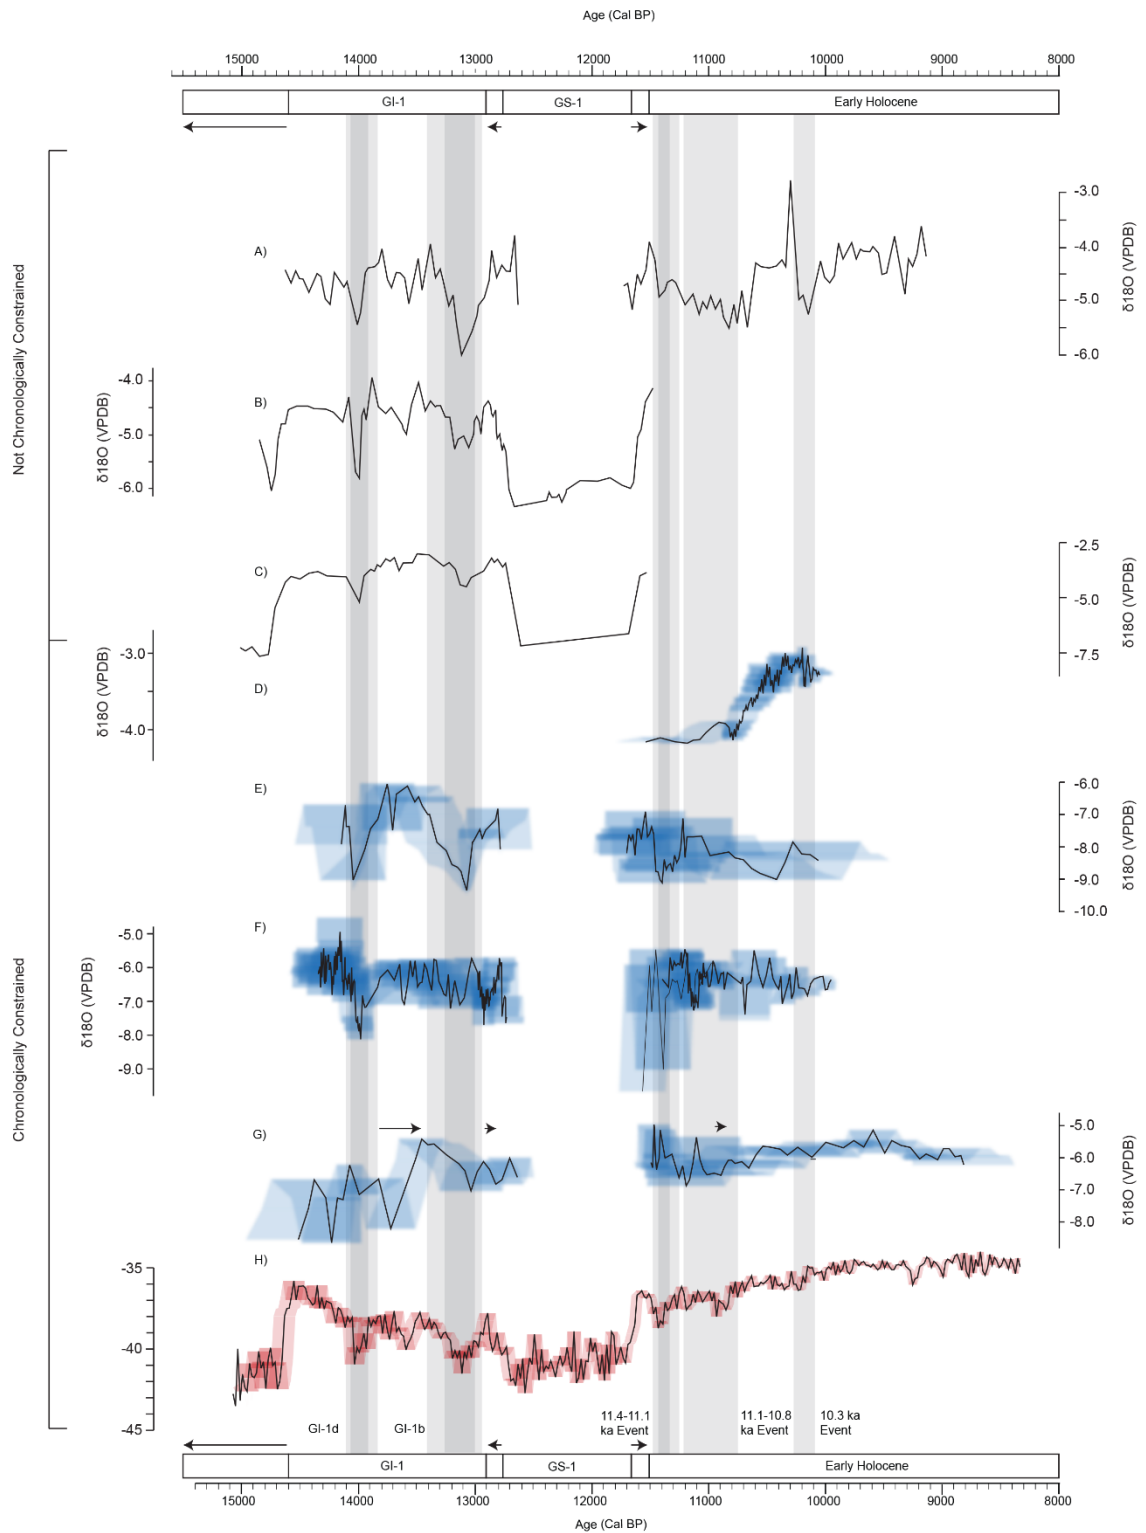 Age (Cal BP)
15000 14000 13000 12000 11000 10000 9000 8000
GI-1 GS-1 Early Holocene
Not Chronologically Constrained
Chronologically Constrained
A)
-3.0
-4.0
-5.0
-6.0
δ18O (VPDB)
B)
-4.0
-5.0
-6.0
δ18O (VPDB)
C)
-2.5
-5.0
-7.5
δ18O (VPDB)
D)
-3.0
-4.0
δ18O (VPDB)
E)
-6.0
-7.0
-8.0
-9.0
-10.0
δ18O (VPDB)
F)
-5.0
-6.0
-7.0
-8.0
-9.0
δ18O (VPDB)
G)
-5.0
-6.0
-7.0
-8.0
δ18O (VPDB)
H)
-35
-40
-45
GI-1d GI-1b
11.4-11.1
ka Event
11.1-10.8
ka Event
10.3 ka
Event
GI-1 GS-1 Early Holocene
15000 14000 13000 12000 11000 10000 9000 8000
Age (Cal BP)